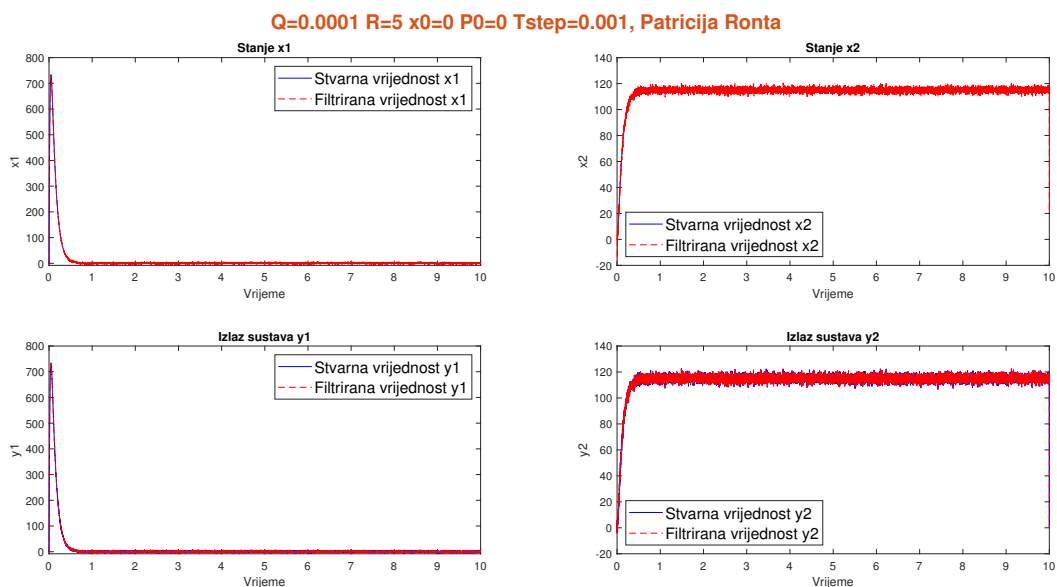 Q=0.0001 R=5 x0=0 P0=0 Tstep=0.001, Patricija Ronta
Stanje x1
800
700
600
500
400
300
200
100
0
x1
Stvarna vrijednost x1
Filtrirana vrijednost x1
0 1 2 3 4 5 6 7 8 9 10
Vrijeme
Stanje x2
140
120
100
80
60
40
20
0
-20
x2
Stvarna vrijednost x2
Filtrirana vrijednost x2
0 1 2 3 4 5 6 7 8 9 10
Vrijeme
Izlaz sustava y1
800
700
600
500
400
300
200
100
0
y1
Stvarna vrijednost y1
Filtrirana vrijednost y1
0 1 2 3 4 5 6 7 8 9 10
Vrijeme
Izlaz sustava y2
140
120
100
80
60
40
20
0
-20
y2
Stvarna vrijednost y2
Filtrirana vrijednost y2
0 1 2 3 4 5 6 7 8 9 10
Vrijeme